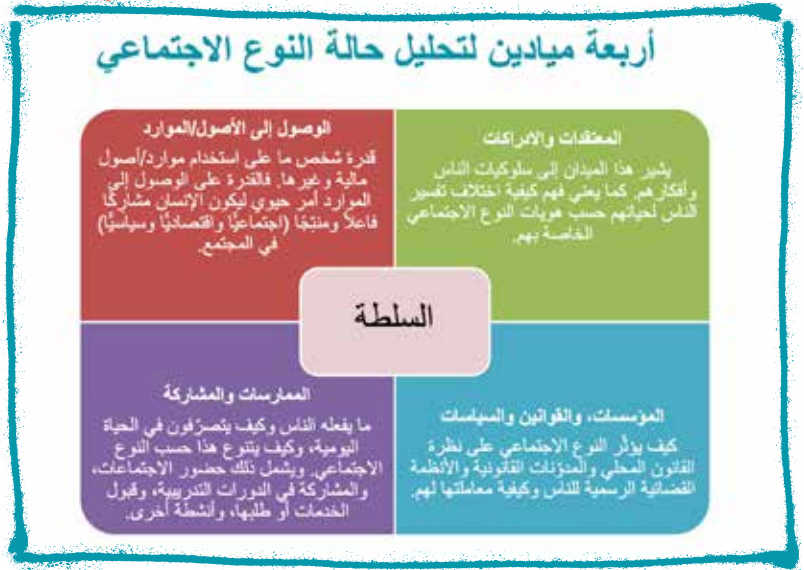 أربعة ميادين لتحليل حالة النوع الاجتماعي
المعتقدات والادراكات
يشير هذا الميدان إلى سلوكيات الناس
وأفكارهم. كما يعني فهم كيفية اختلاف تفسير
الناس لحياتهم حسب هويات النوع الاجتماعي
الخاصة بهم.
الوصول إلى الأصول/الموارد
قدرة شخص ما على استخدام موارد/أصول
مالية وغيرها. فالقدرة على الوصول إلى
الموارد أمر حيوي ليكون الإنسان مشاركًا
فاعلاً ومنتجًا (اجتماعيًا واقتصاديًا وسياسيًا)
في المجتمع.
السلطة
المؤسسات، والقوانين والسياسات
كيف يؤثر النوع الاجتماعي على نظرة
القانون المحلي والمدوّنات القانونية والأنظمة
القضائية الرسمية للناس وكيفية معاملتها لهم.
الممارسات والمشاركة
ما يفعله الناس وكيف يتصرّفون في الحياة
اليومية، وكيف يتنوع هذا حسب النوع
الاجتماعي. ويشمل ذلك حضور الاجتماعات،
والمشاركة في الدورات التدريبية، وقبول
الخدمات أو طلبها، وأنشطة أخرى.